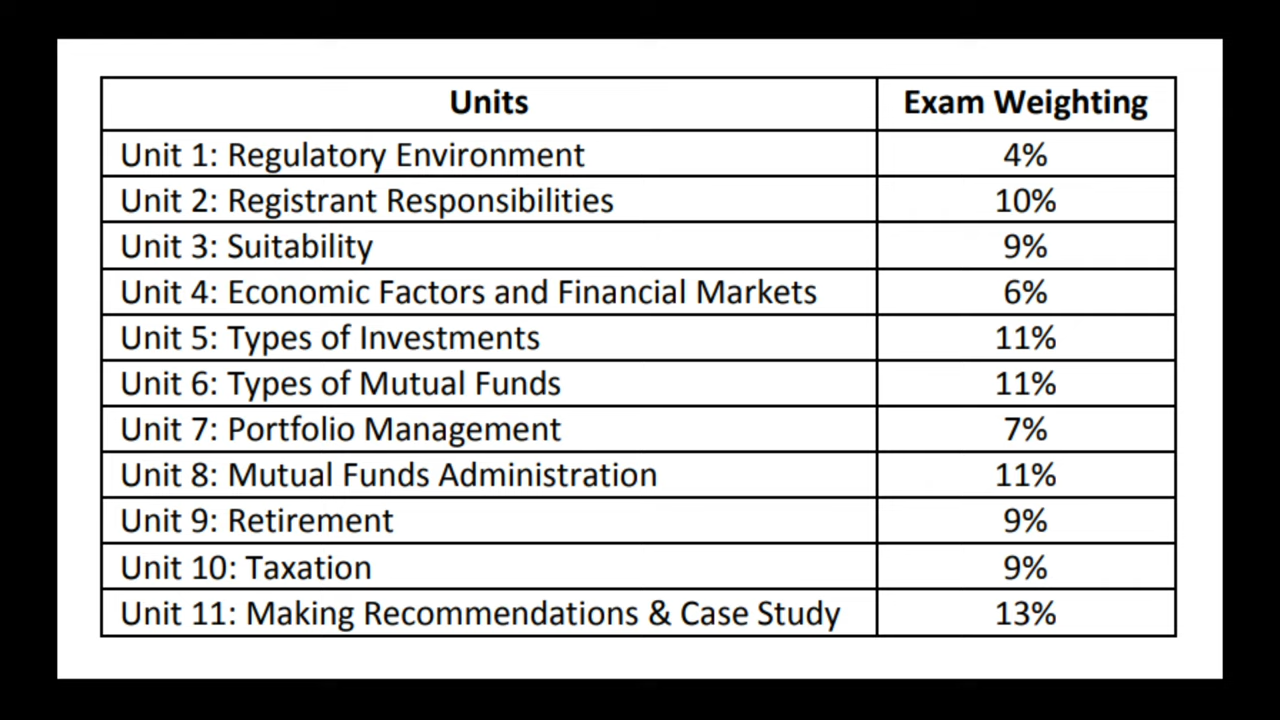 Units Exam Weighting
Unit 1: Regulatory Environment 4%
Unit 2: Registrant Responsibilities 10%
Unit 3: Suitability 9%
Unit 4: Economic Factors and Financial Markets 6%
Unit 5: Types of Investments 11%
Unit 6: Types of Mutual Funds 11%
Unit 7: Portfolio Management 7%
Unit 8: Mutual Funds Administration 11%
Unit 9: Retirement 9%
Unit 10: Taxation 9%
Unit 11: Making Recommendations & Case Study 13%